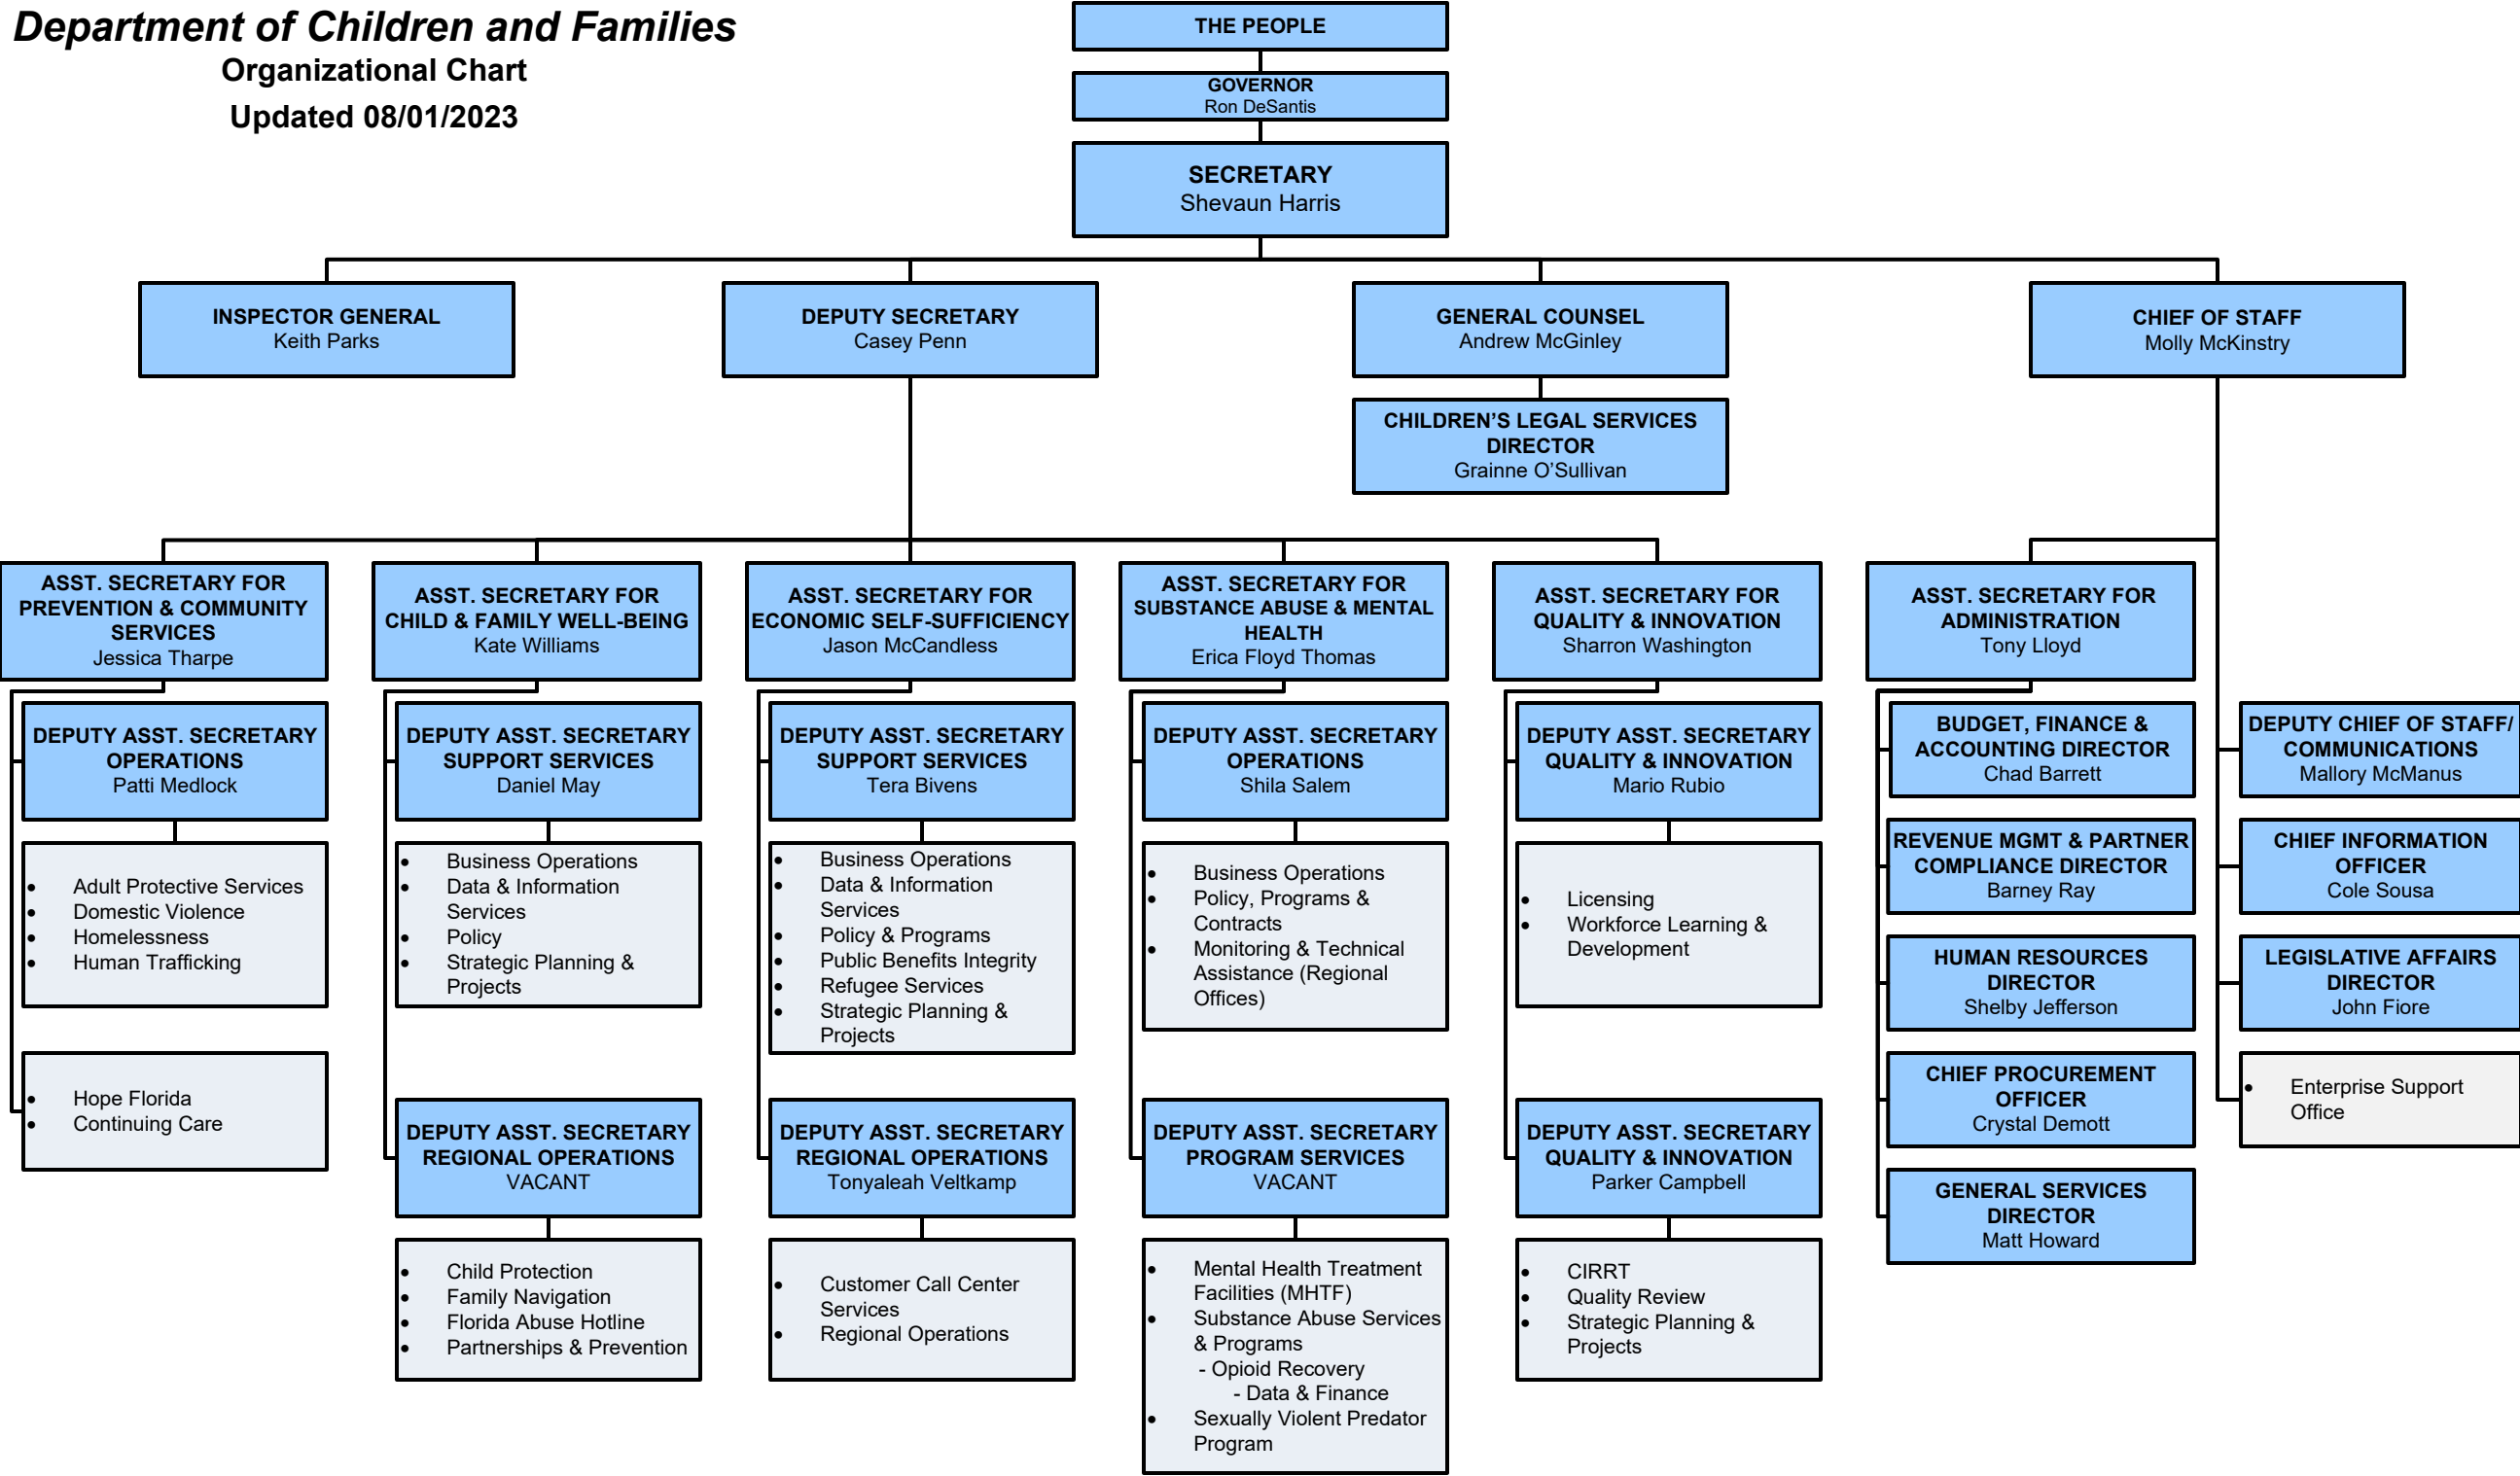 Department of Children and Families
Organizational Chart
Updated 08/01/2023
THE PEOPLE
GOVERNOR
Ron DeSantis
SECRETARY
Shevaun Harris
INSPECTOR GENERAL
Keith Parks
DEPUTY SECRETARY
Casey Penn
GENERAL COUNSEL
Andrew McGinley
CHIEF OF STAFF
Molly McKinstry
CHILDREN’S LEGAL SERVICES
DIRECTOR
Grainne O’Sullivan
ASST. SECRETARY FOR
PREVENTION & COMMUNITY
SERVICES
Jessica Tharpe
ASST. SECRETARY FOR
CHILD & FAMILY WELL-BEING
Kate Williams
ASST. SECRETARY FOR
ECONOMIC SELF-SUFFICIENCY
Jason McCandless
ASST. SECRETARY FOR
SUBSTANCE ABUSE & MENTAL
HEALTH
Erica Floyd Thomas
ASST. SECRETARY FOR
QUALITY & INNOVATION
Sharron Washington
ASST. SECRETARY FOR
ADMINISTRATION
Tony Lloyd
DEPUTY ASST. SECRETARY
OPERATIONS
Patti Medlock
• Adult Protective Services
• Domestic Violence
• Homelessness
• Human Trafficking
• Hope Florida
• Continuing Care
DEPUTY ASST. SECRETARY
SUPPORT SERVICES
Daniel May
• Business Operations
• Data & Information
Services
• Policy
• Strategic Planning &
Projects
DEPUTY ASST. SECRETARY
REGIONAL OPERATIONS
VACANT
• Child Protection
• Family Navigation
• Florida Abuse Hotline
• Partnerships & Prevention
DEPUTY ASST. SECRETARY
SUPPORT SERVICES
Tera Bivens
• Business Operations
• Data & Information
Services
• Policy & Programs
• Public Benefits Integrity
• Refugee Services
• Strategic Planning &
Projects
DEPUTY ASST. SECRETARY
REGIONAL OPERATIONS
Tonyaleah Veltkamp
• Customer Call Center
Services
• Regional Operations
DEPUTY ASST. SECRETARY
OPERATIONS
Shila Salem
• Business Operations
• Policy, Programs &
Contracts
• Monitoring & Technical
Assistance (Regional
Offices)
DEPUTY ASST. SECRETARY
PROGRAM SERVICES
VACANT
• Mental Health Treatment
Facilities (MHTF)
• Substance Abuse Services
& Programs
- Opioid Recovery
- Data & Finance
• Sexually Violent Predator
Program
DEPUTY ASST. SECRETARY
QUALITY & INNOVATION
Mario Rubio
• Licensing
• Workforce Learning &
Development
DEPUTY ASST. SECRETARY
QUALITY & INNOVATION
Parker Campbell
• CIRRT
• Quality Review
• Strategic Planning &
Projects
BUDGET, FINANCE &
ACCOUNTING DIRECTOR
Chad Barrett
REVENUE MGMT & PARTNER
COMPLIANCE DIRECTOR
Barney Ray
HUMAN RESOURCES
DIRECTOR
Shelby Jefferson
CHIEF PROCUREMENT
OFFICER
Crystal Demott
GENERAL SERVICES
DIRECTOR
Matt Howard
DEPUTY CHIEF OF STAFF/
COMMUNICATIONS
Mallory McManus
CHIEF INFORMATION
OFFICER
Cole Sousa
LEGISLATIVE AFFAIRS
DIRECTOR
John Fiore
• Enterprise Support
Office